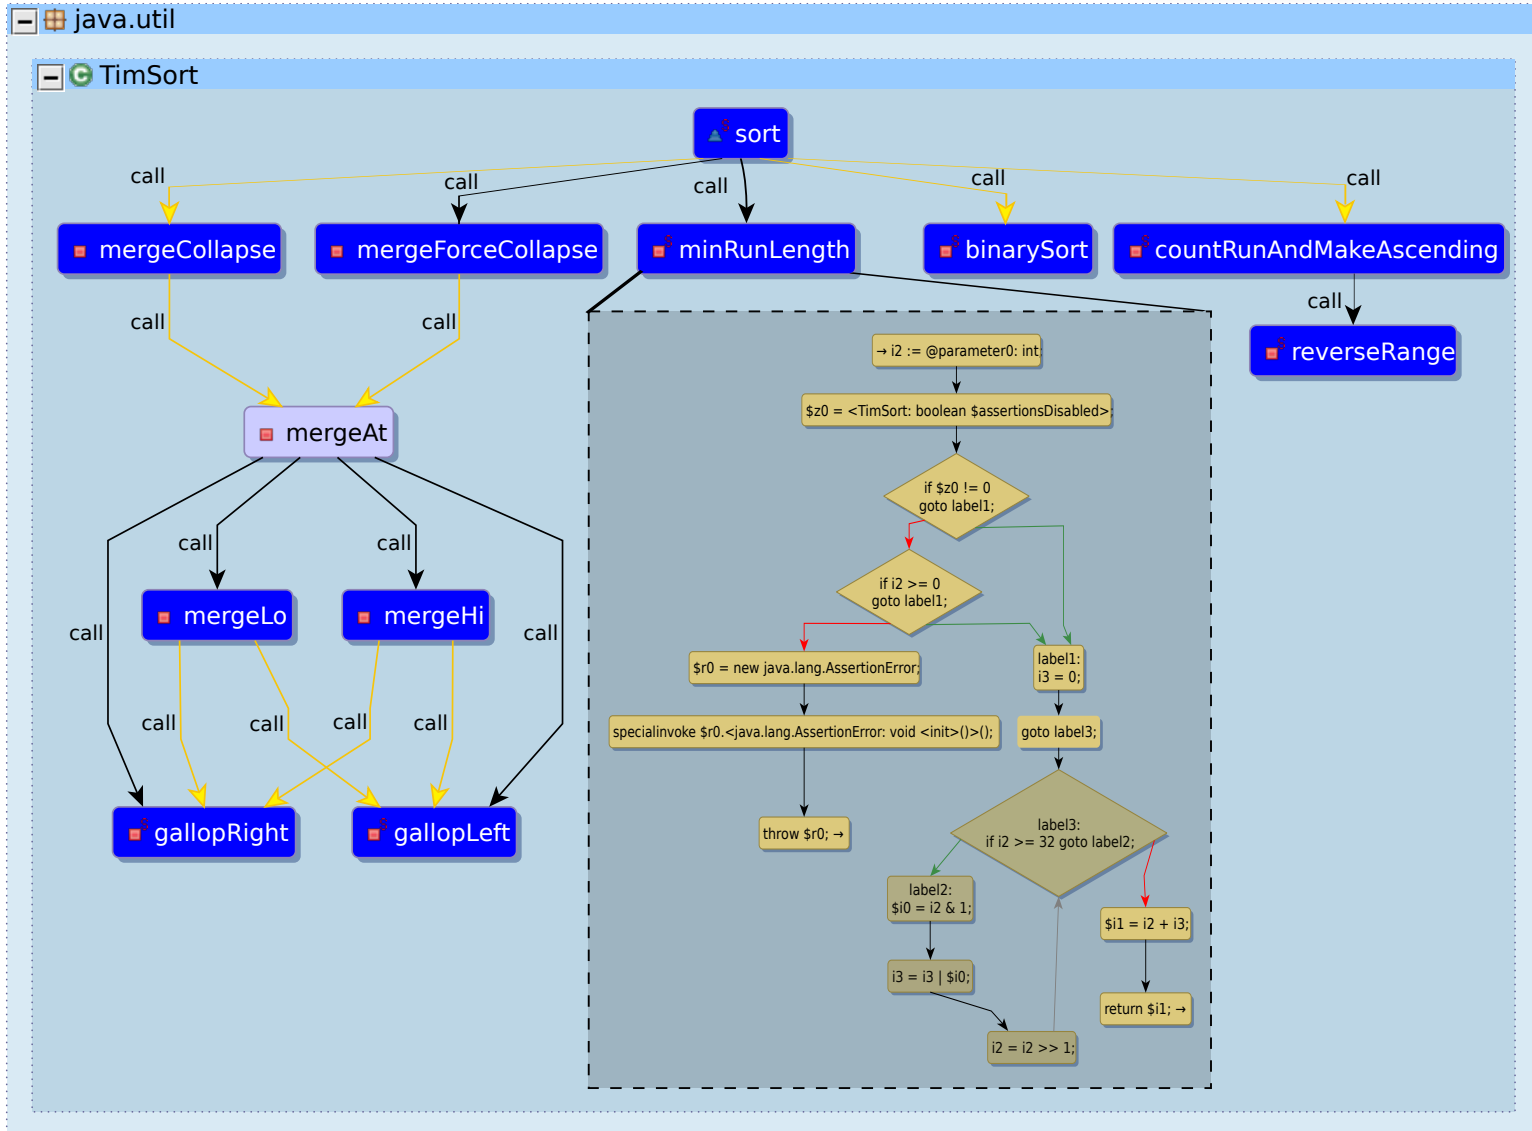 java.util
TimSort
sort
call
call
call
call
call
mergeCollapse
mergeForceCollapse
minRunLength
binarySort
countRunAndMakeAscending
call
call
call
reverseRange
mergeAt
call
call
call
call
mergeLo
mergeHi
call
call
call
call
gallopRight
gallopLeft
→ i2 := @parameter0: int;
$z0 = <TimSort: boolean $assertionsDisabled>;
if $z0 != 0
goto label1;
if i2 >= 0
goto label1;
$r0 = new java.lang.AssertionError;
label1:
i3 = 0;
specialinvoke $r0.<java.lang.AssertionError: void <init>()>();
goto label3;
throw $r0; →
label3:
if i2 >= 32 goto label2;
label2:
$i0 = i2 & 1;
$i1 = i2 + i3;
i3 = i3 | $i0;
return $i1; →
i2 = i2 >> 1;